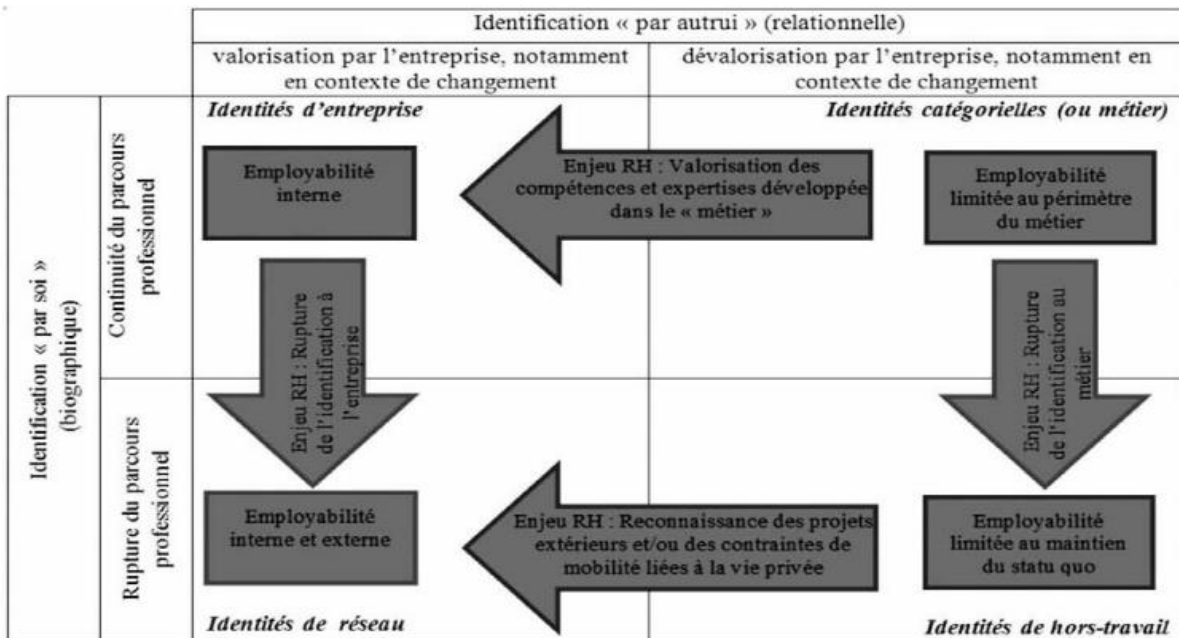 Identification « par autrui » (relationnelle)
valorisation par l'entreprise, notamment
en contexte de changement
dévalorisation par l'entreprise, notamment en
contexte de changement
Identification « par soi »
(biographique)
Continuité du parcours
professionnel
Identités d'entreprise
Identités catégorielles (ou métier)
Employabilité
interne
Enjeu RH : Valorisation des
compétences et expertises développée
dans le « métier »
Employabilité
limitée au périmètre
du métier
Enjeu RH : Rupture
de l'identification à
l'entreprise
Enjeu RH : Rupture
de l'identification au
métier
Rupture du parcours
professionnel
Employabilité
interne et externe
Enjeu RH : Reconnaissance des projets
extérieurs et/ou des contraintes de
mobilité liées à la vie privée
Employabilité
limitée au maintien
du statu quo
Identités de réseau
Identités de hors-travail